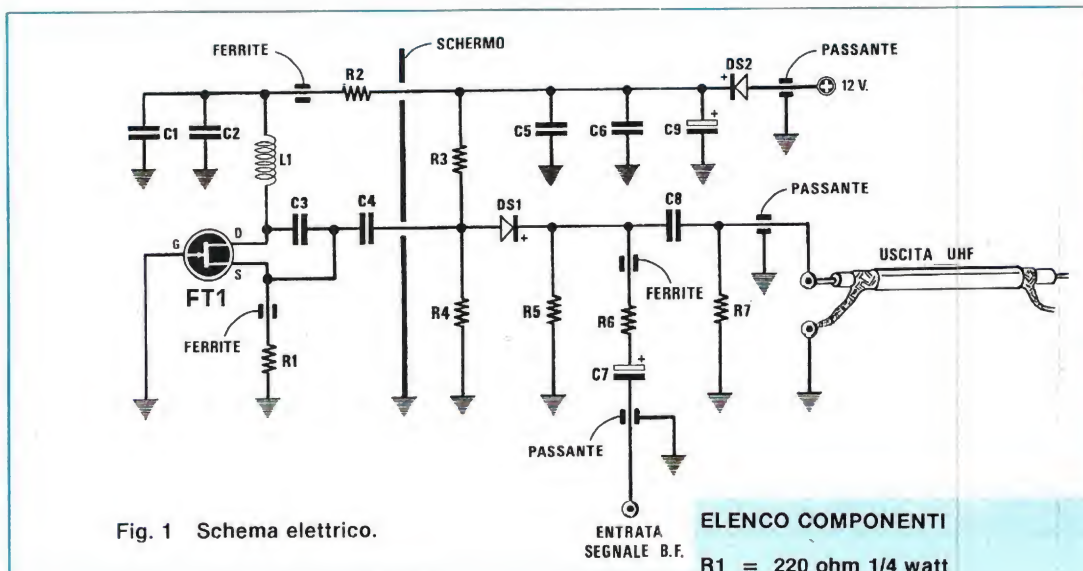 FERRITE
SCHERMO
PASSANTE
R2
DS2
+
12 V.
C1
C2
L1
C5
C6
C9
+
R3
PASSANTE
C3
C4
DS1
+
C8
G
D
S
FT1
USCITA UHF
FERRITE
R4
R5
R6
FERRITE
R7
R1
C7
+
PASSANTE
Fig. 1 Schema elettrico.
ENTRATA
SEGNALE B.F.
ELENCO COMPONENTI
R1 = 220 ohm 1/4 watt